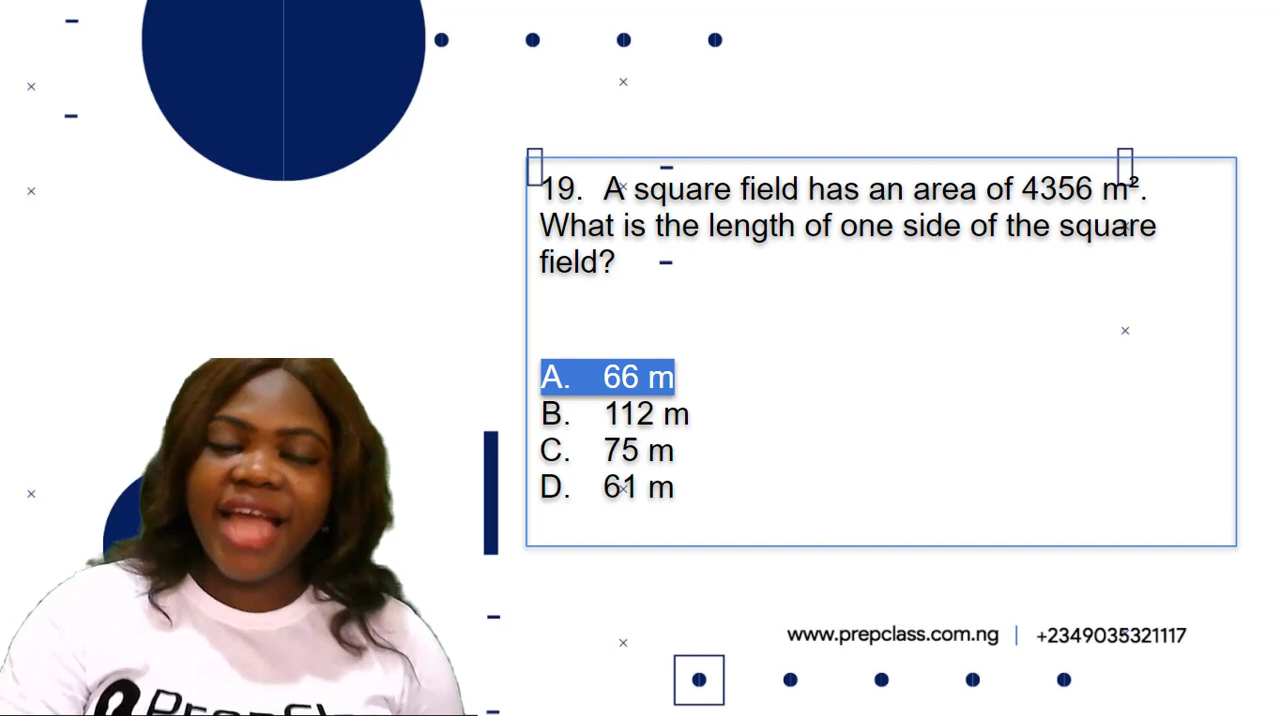 19. A square field has an area of 4356 m².
What is the length of one side of the square
field?
A. 66 m
B. 112 m
C. 75 m
D. 61 m
www.prepclass.com.ng | +2349035321117